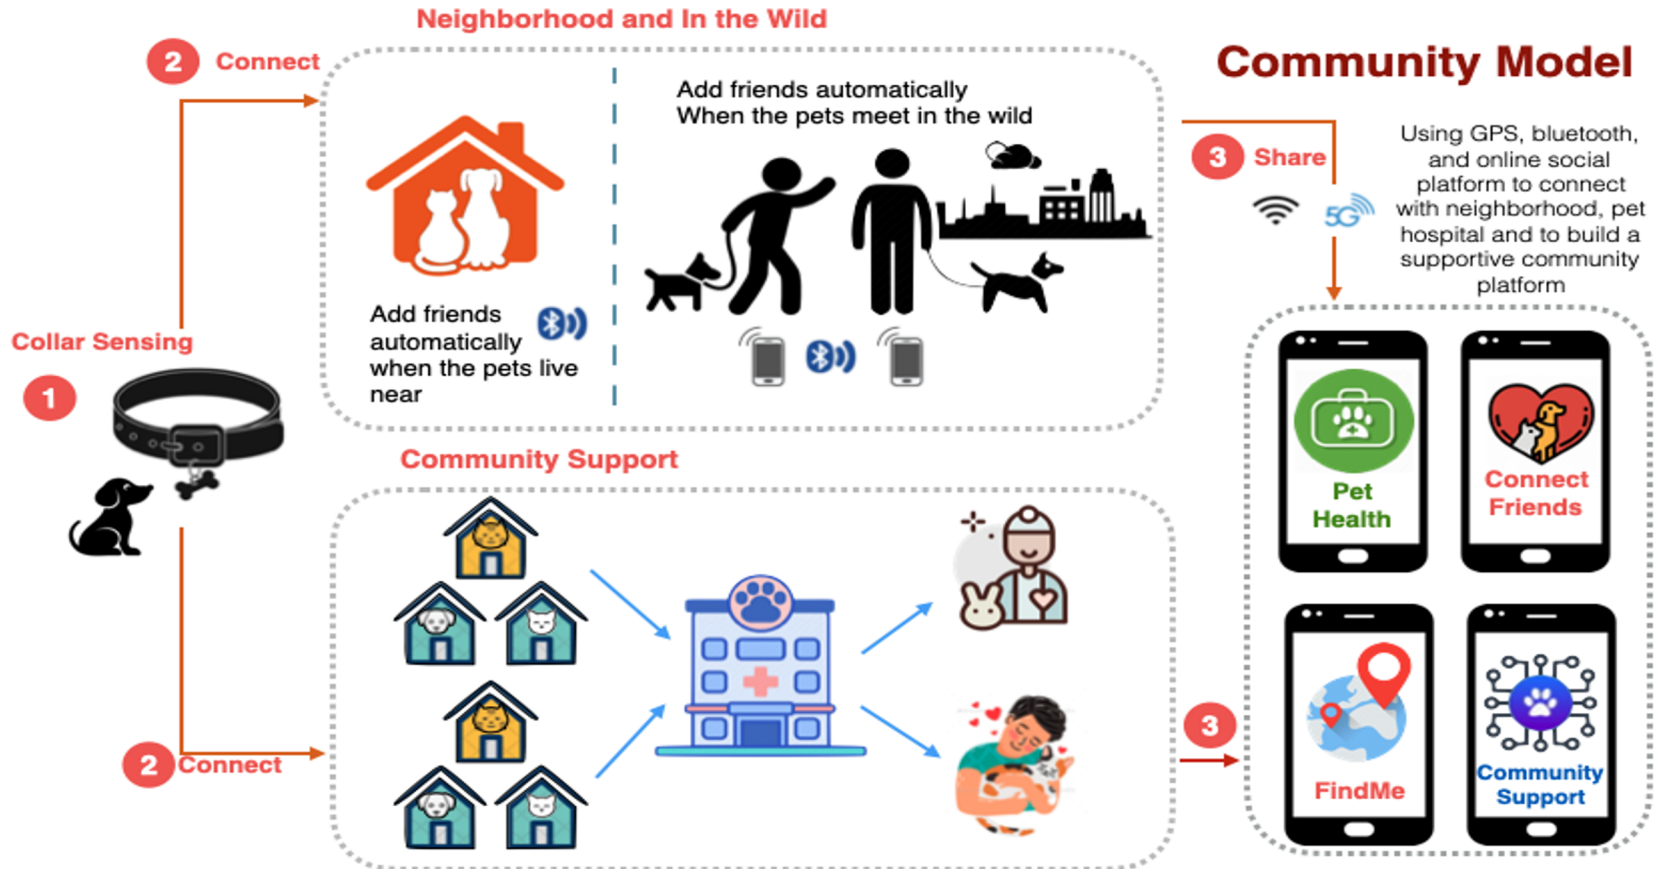 Neighborhood and In the Wild
2 Connect
Community Model
Add friends automatically
When the pets meet in the wild
Using GPS, bluetooth,
and online social
platform to connect
with neighborhood, pet
hospital and to build a
supportive community
platform
3 Share
5G
Add friends
automatically
when the pets live
near
Collar Sensing
1
Community Support
Pet
Health
Connect
Friends
2 Connect
3
FindMe
Community
Support